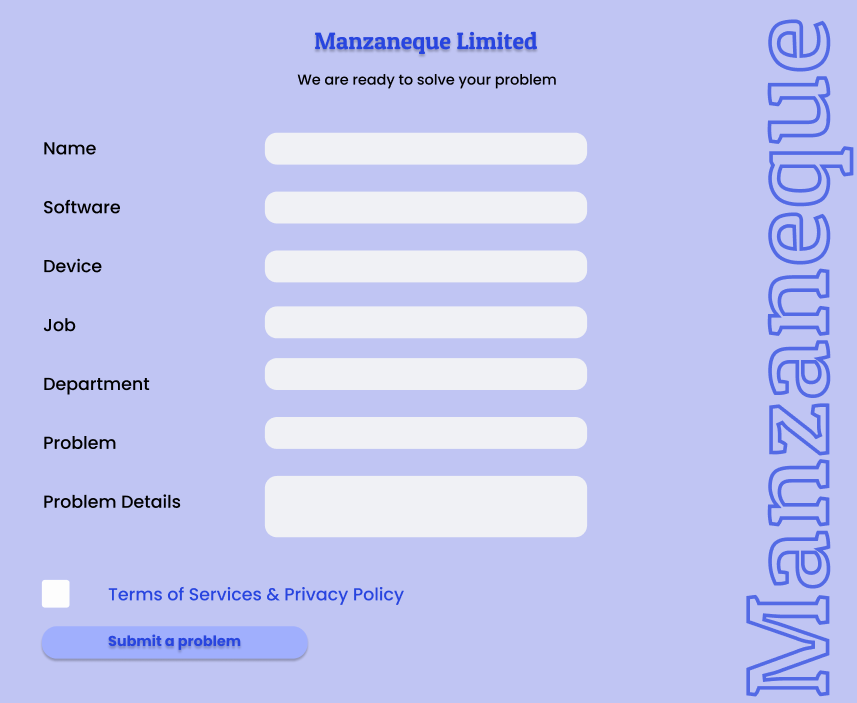 Manzaneque Limited
We are ready to solve your problem
Name
Software
Device
Job
Department
Problem
Problem Details
Terms of Services & Privacy Policy
Submit a problem
Manzaneque